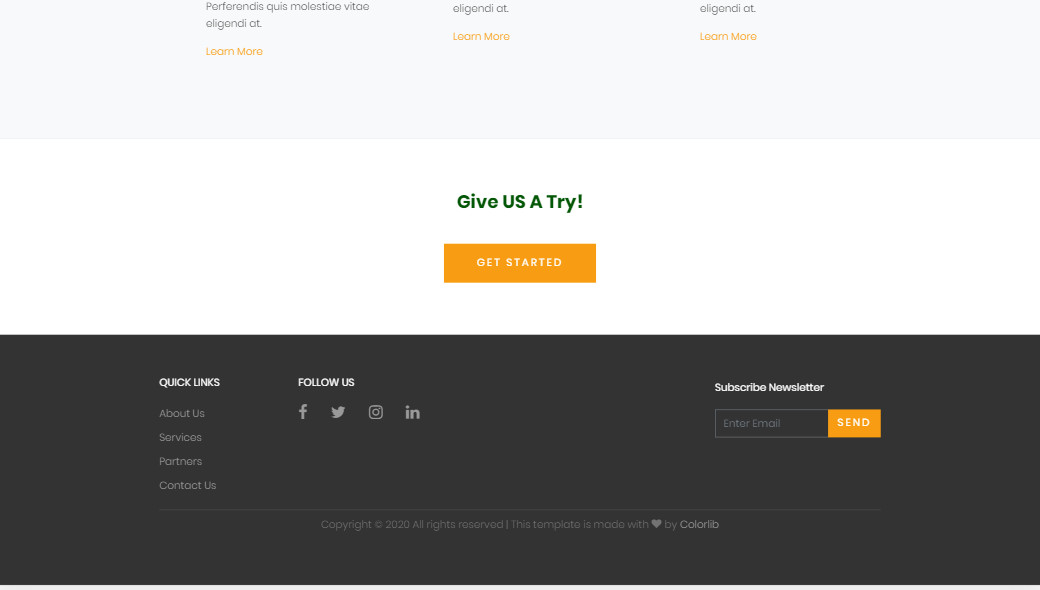 Perferendis quis molestiae vitae
eligendi at.
Learn More
eligendi at.
Learn More
eligendi at.
Learn More
Give US A Try!
GET STARTED
QUICK LINKS
About Us
Services
Partners
Contact Us
FOLLOW US
Subscribe Newsletter
Enter Email
SEND
Copyright © 2020 All rights reserved | This template is made with ❤ by Colorlib